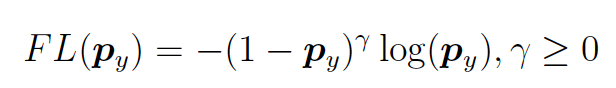 FL(𝒑_y) = −(1 − 𝒑_y)^γ log(𝒑_y), γ ≥ 0